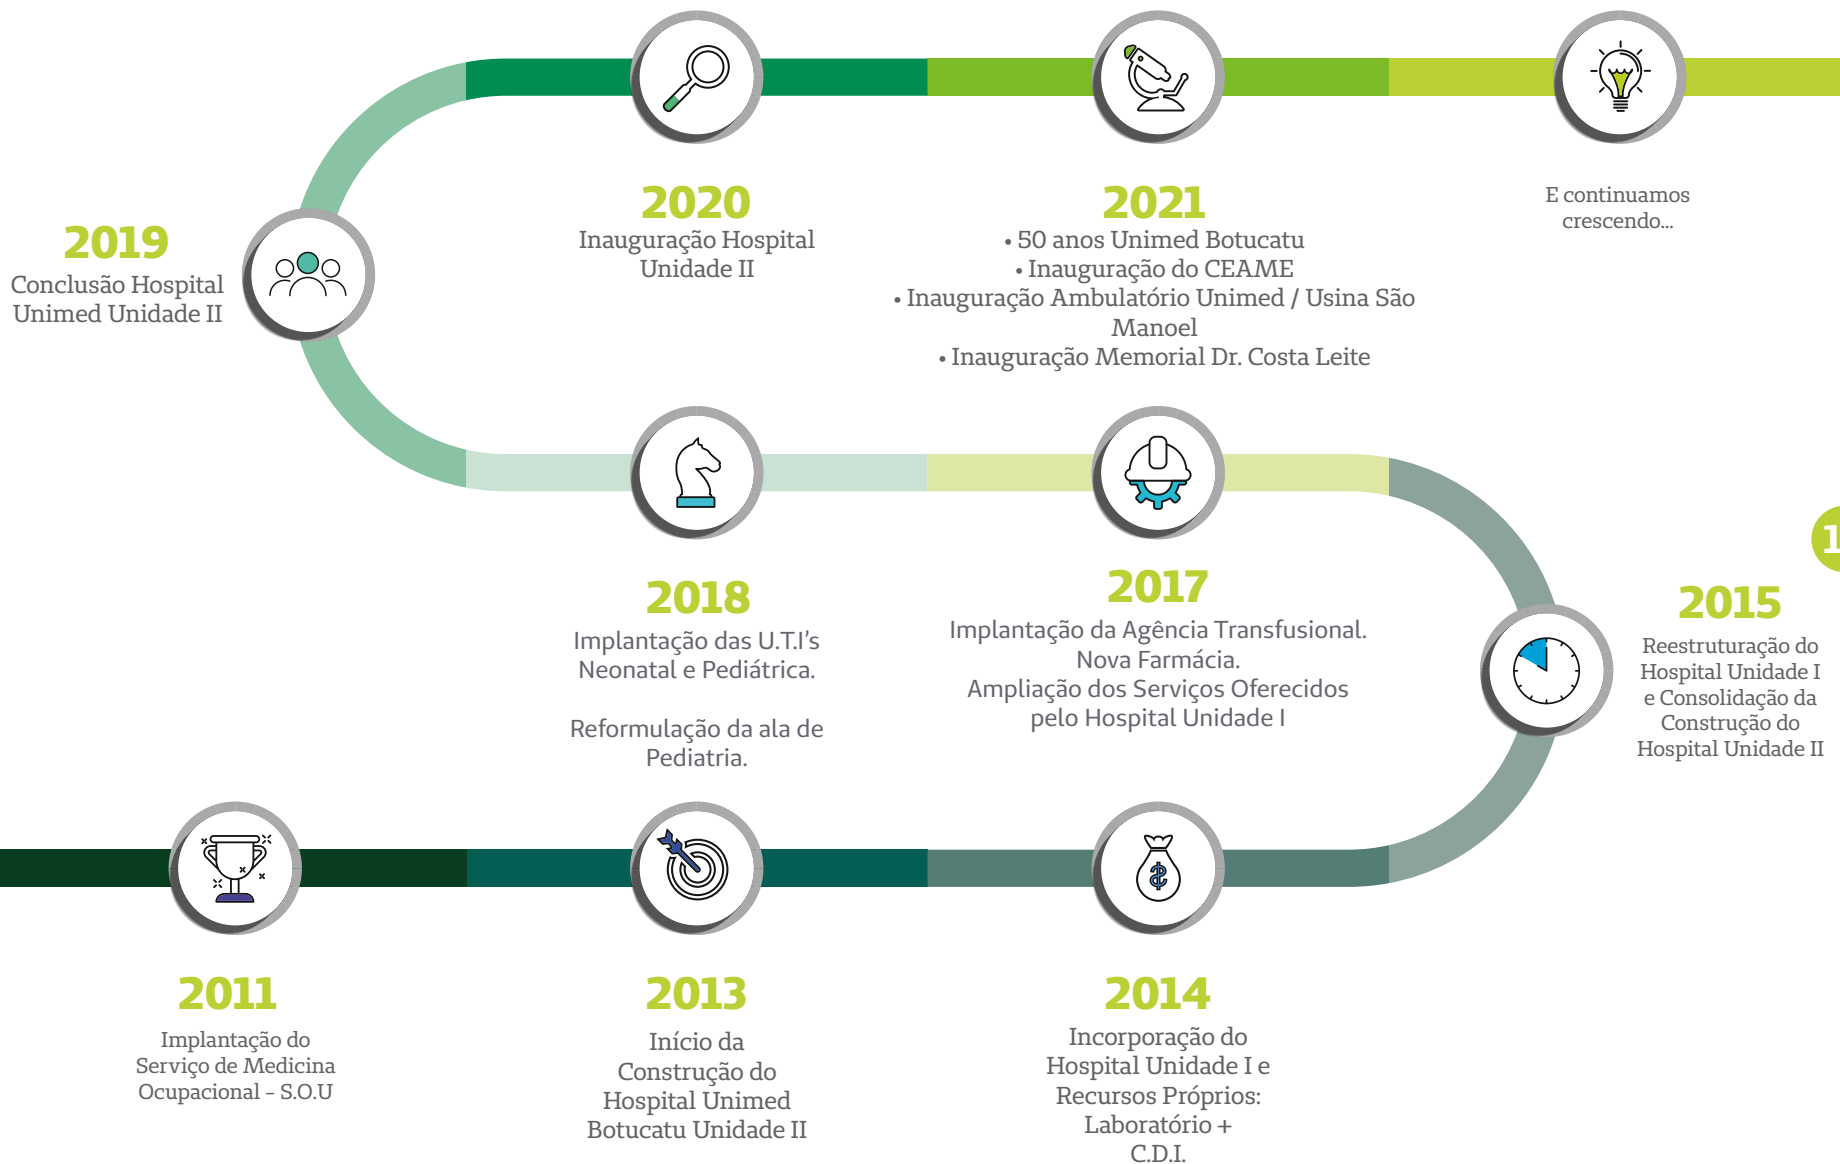 2019
Conclusão Hospital
Unimed Unidade II
2020
Inauguração Hospital
Unidade II
2021
• 50 anos Unimed Botucatu
• Inauguração do CEAME
• Inauguração Ambulatório Unimed / Usina São
Manoel
• Inauguração Memorial Dr. Costa Leite
E continuamos
crescendo...
2018
Implantação das U.T.I's
Neonatal e Pediátrica.
Reformulação da ala de
Pediatria.
2017
Implantação da Agência Transfusional.
Nova Farmácia.
Ampliação dos Serviços Oferecidos
pelo Hospital Unidade I
1
2015
Reestruturação do
Hospital Unidade I
e Consolidação da
Construção do
Hospital Unidade II
2011
Implantação do
Serviço de Medicina
Ocupacional - S.O.U
2013
Início da
Construção do
Hospital Unimed
Botucatu Unidade II
2014
Incorporação do
Hospital Unidade I e
Recursos Próprios:
Laboratório +
C.D.I.